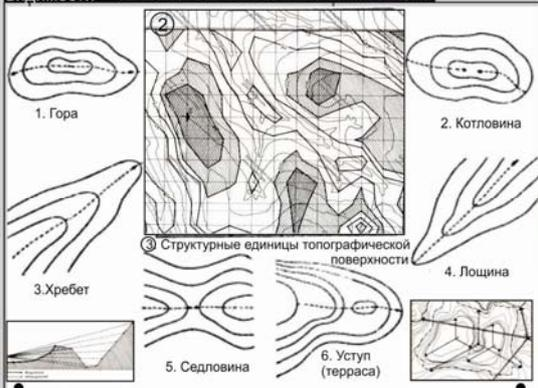 ②
1. Гора
2. Котловина
③ Структурные единицы топографической
поверхности
3.Хребет
4. Лощина
5. Седловина
6. Уступ
(терраса)